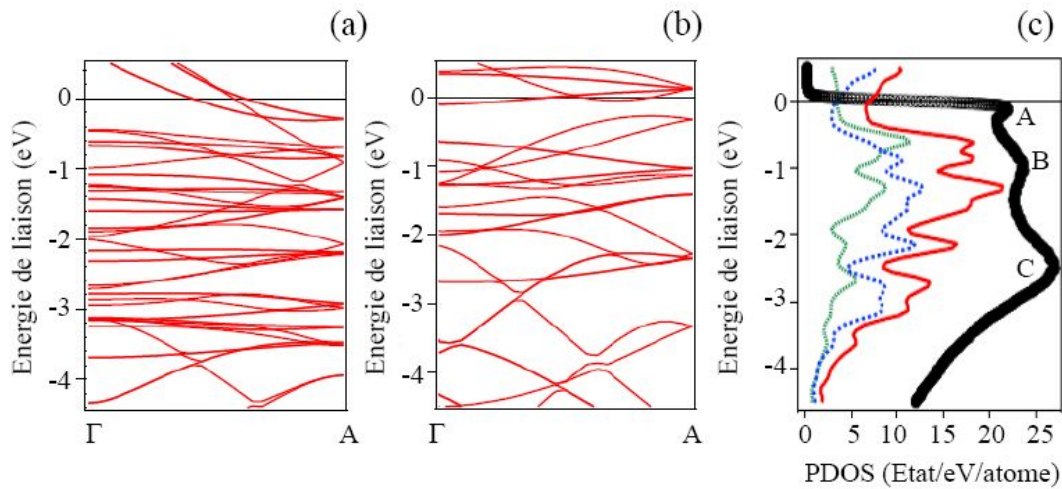 (a)
(b)
(c)
Energie de liaison (eV)
0
-1
-2
-3
-4
Γ
A
Energie de liaison (eV)
0
-1
-2
-3
-4
Γ
A
Energie de liaison (eV)
0
-1
-2
-3
-4
A
B
C
0 5 10 15 20 25
PDOS (Etat/eV/atome)